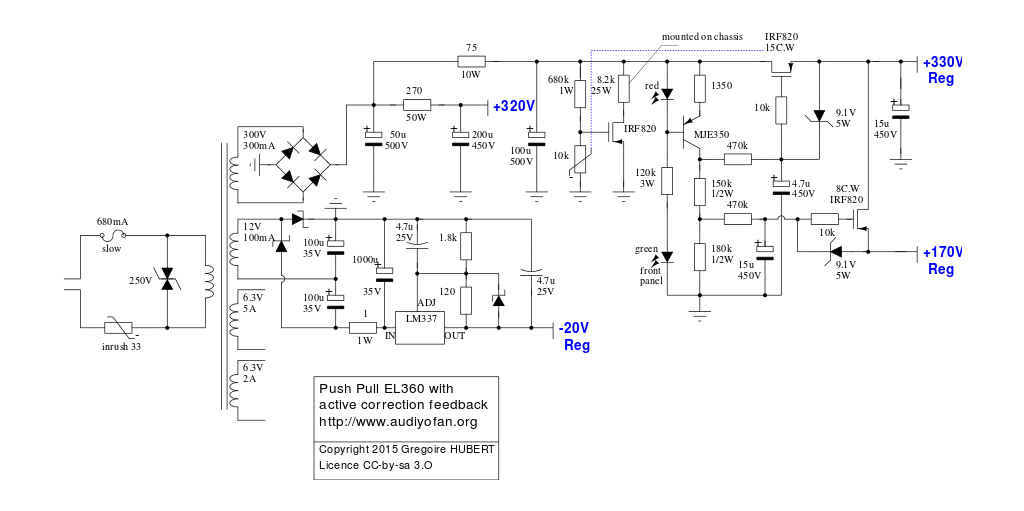 75
10W
270
50W
+320V
50u
500V
200u
450V
100u
500V
300V
300mA
680k
1W
8.2k
25W
10k
IRF820
mounted on chassis
IRF820
15C.W
+330V
Reg
red
1350
MJE350
10k
9.1V
5W
15u
450V
470k
120k
3W
150k
1/2W
4.7u
450V
8C.W
IRF820
470k
10k
180k
1/2W
15u
450V
9.1V
5W
+170V
Reg
green
front
panel
680mA
slow
250V
inrush 33
12V
100mA
100u
35V
1000u
35V
4.7u
25V
1.8k
4.7u
25V
6.3V
5A
100u
35V
120
1
1W
ADJ
LM337
IN
OUT
-20V
Reg
6.3V
2A
Push Pull EL360 with
active correction feedback
http://www.audiyofan.org
Copyright 2015 Gregoire HUBERT
Licence CC-by-sa 3.O